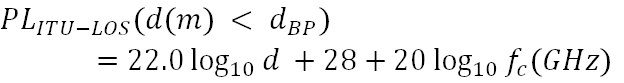 PL_{ITU−LOS}(d(m) < d_{BP})
= 22.0 log_{10} d + 28 + 20 log_{10} f_c(GHz)